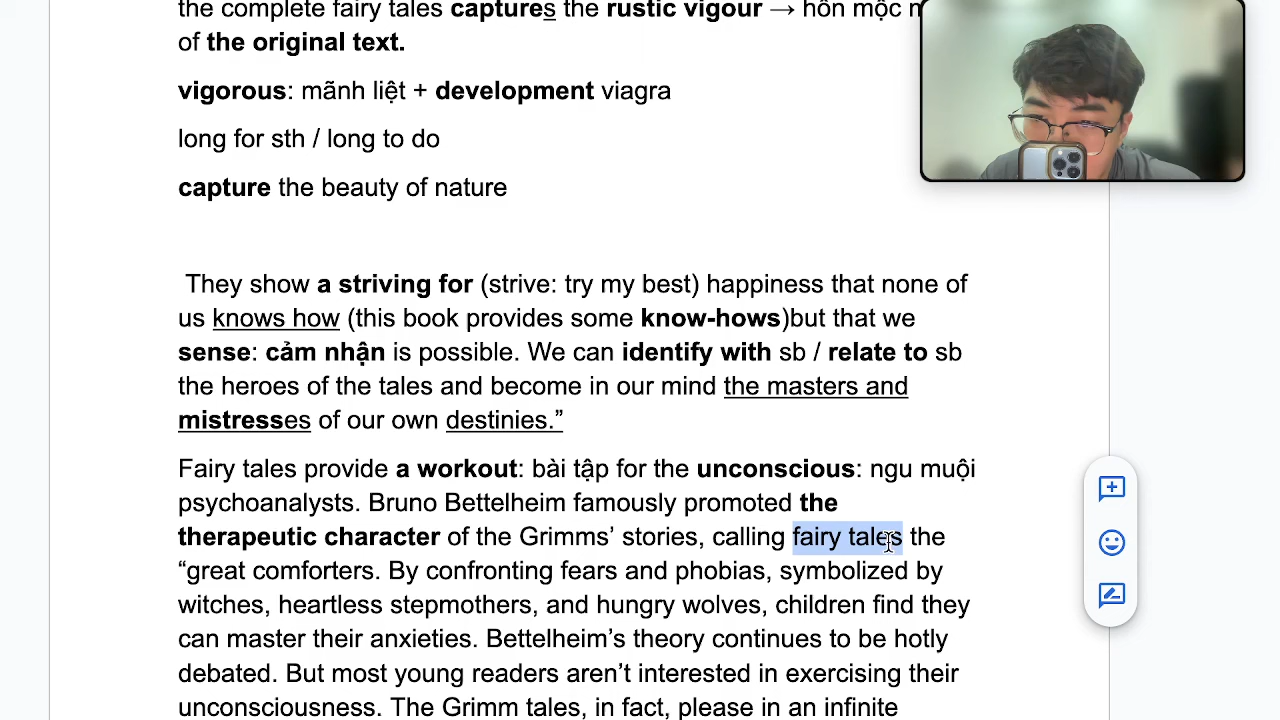 the complete fairy tales captures the rustic vigour → hồn mộc
of the original text.
vigorous: mãnh liệt + development viagra
long for sth / long to do
capture the beauty of nature
They show a striving for (strive: try my best) happiness that none of
us knows how (this book provides some know-hows)but that we
sense: cảm nhận is possible. We can identify with sb / relate to sb
the heroes of the tales and become in our mind the masters and
mistresses of our own destinies.”
Fairy tales provide a workout: bài tập for the unconscious: ngu muội
psychoanalysts. Bruno Bettelheim famously promoted the
therapeutic character of the Grimms’ stories, calling fairy tales the
“great comforters. By confronting fears and phobias, symbolized by
witches, heartless stepmothers, and hungry wolves, children find they
can master their anxieties. Bettelheim’s theory continues to be hotly
debated. But most young readers aren’t interested in exercising their
unconsciousness. The Grimm tales, in fact, please in an infinite